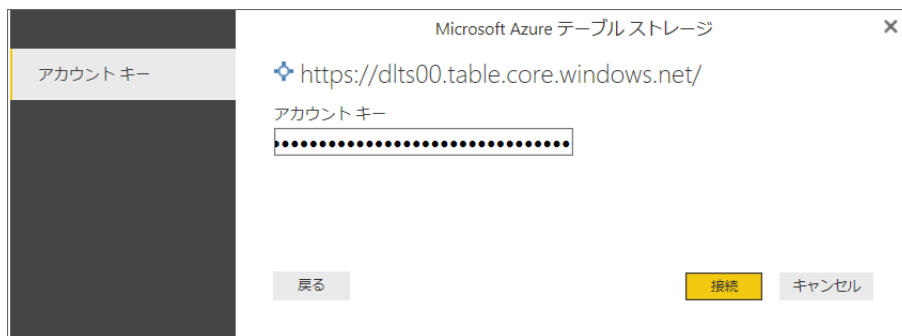 Microsoft Azure テーブル ストレージ
アカウント キー
https://dlts00.table.core.windows.net/
アカウント キー
戻る
接続
キャンセル